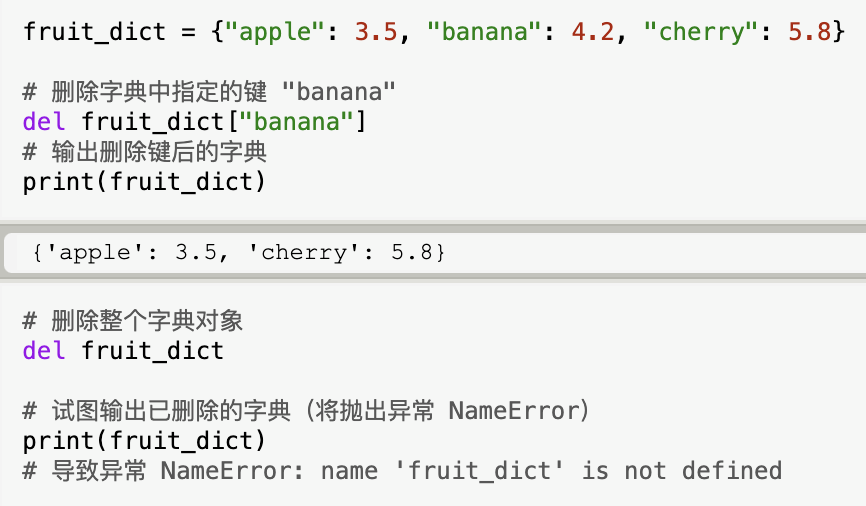 fruit_dict = {"apple": 3.5, "banana": 4.2, "cherry": 5.8}
# 删除字典中指定的键 "banana"
del fruit_dict["banana"]
# 输出删除键后的字典
print(fruit_dict)
{'apple': 3.5, 'cherry': 5.8}
# 删除整个字典对象
del fruit_dict
# 试图输出已删除的字典（将抛出异常 NameError）
print(fruit_dict)
# 导致异常 NameError: name 'fruit_dict' is not defined